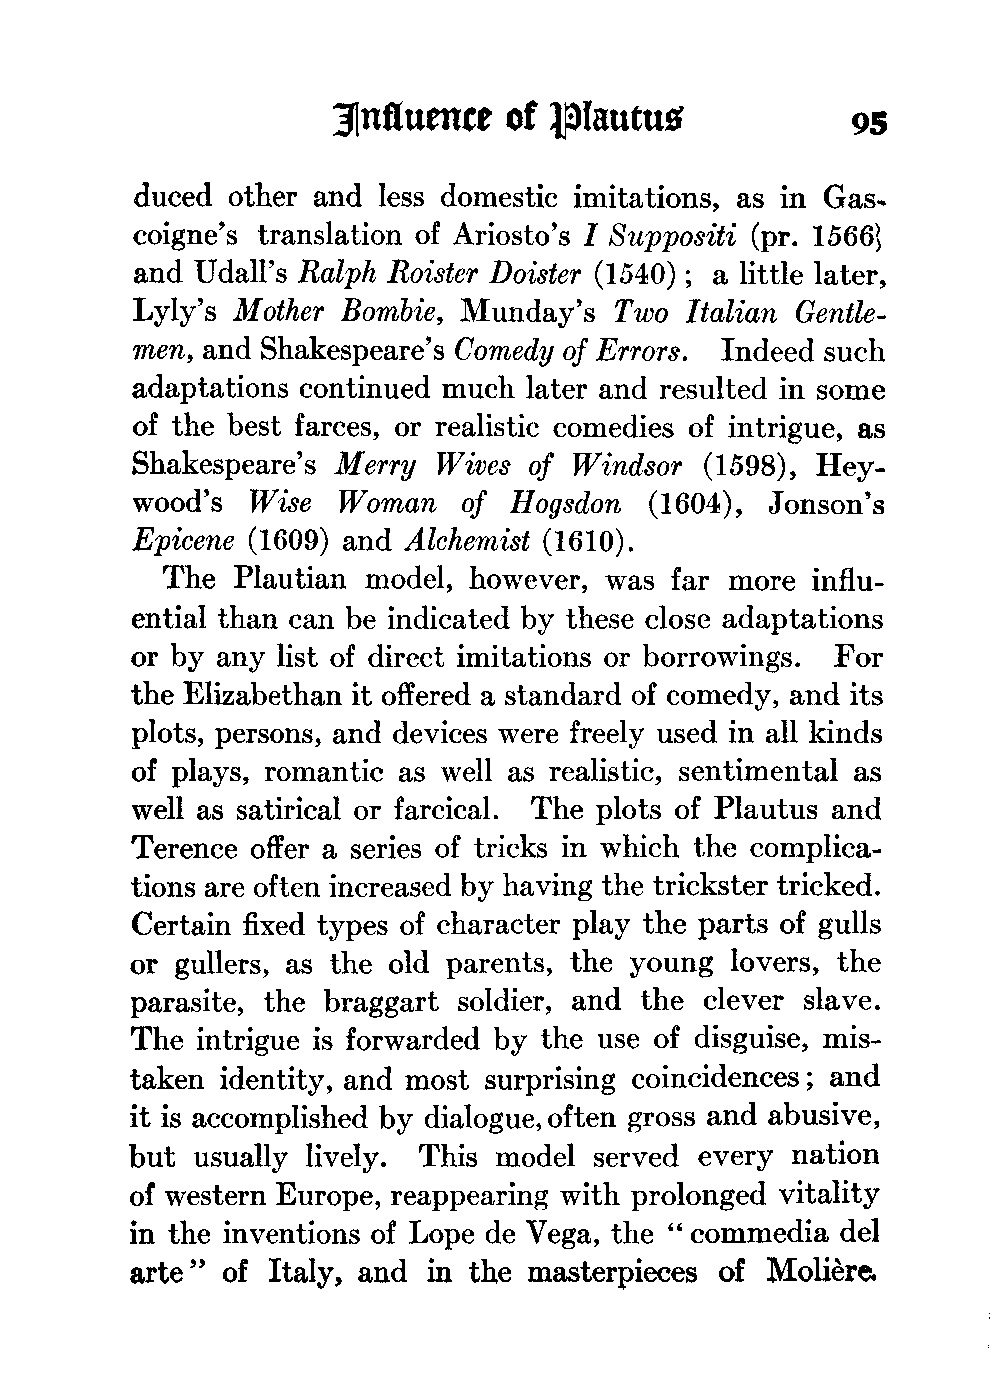 Influence of Plautus 95
duced other and less domestic imitations, as in Gas-
coigne's translation of Ariosto's I Suppositi (pr. 1566)
and Udall's Ralph Roister Doister (1540) ; a little later,
Lyly's Mother Bombie, Munday's Two Italian Gentle-
men, and Shakespeare's Comedy of Errors. Indeed such
adaptations continued much later and resulted in some
of the best farces, or realistic comedies of intrigue, as
Shakespeare's Merry Wives of Windsor (1598), Hey-
wood's Wise Woman of Hogsdon (1604), Jonson's
Epicene (1609) and Alchemist (1610).
The Plautian model, however, was far more influ-
ential than can be indicated by these close adaptations
or by any list of direct imitations or borrowings. For
the Elizabethan it offered a standard of comedy, and its
plots, persons, and devices were freely used in all kinds
of plays, romantic as well as realistic, sentimental as
well as satirical or farcical. The plots of Plautus and
Terence offer a series of tricks in which the complica-
tions are often increased by having the trickster tricked.
Certain fixed types of character play the parts of gulls
or gullers, as the old parents, the young lovers, the
parasite, the braggart soldier, and the clever slave.
The intrigue is forwarded by the use of disguise, mis-
taken identity, and most surprising coincidences ; and
it is accomplished by dialogue, often gross and abusive,
but usually lively. This model served every nation
of western Europe, reappearing with prolonged vitality
in the inventions of Lope de Vega, the “ commedia del
arte ” of Italy, and in the masterpieces of Molière.